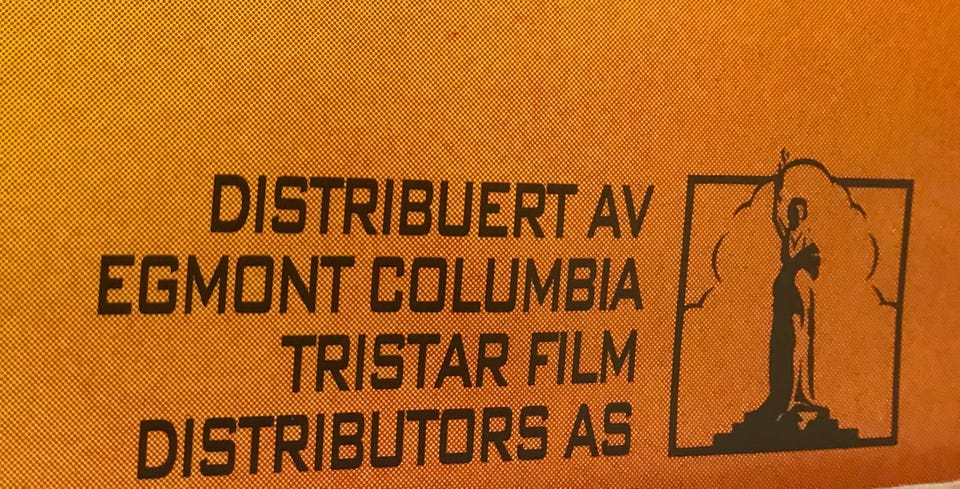 DISTRIBUERT AV
EGMONT COLUMBIA
TRISTAR FILM
DISTRIBUTORS AS